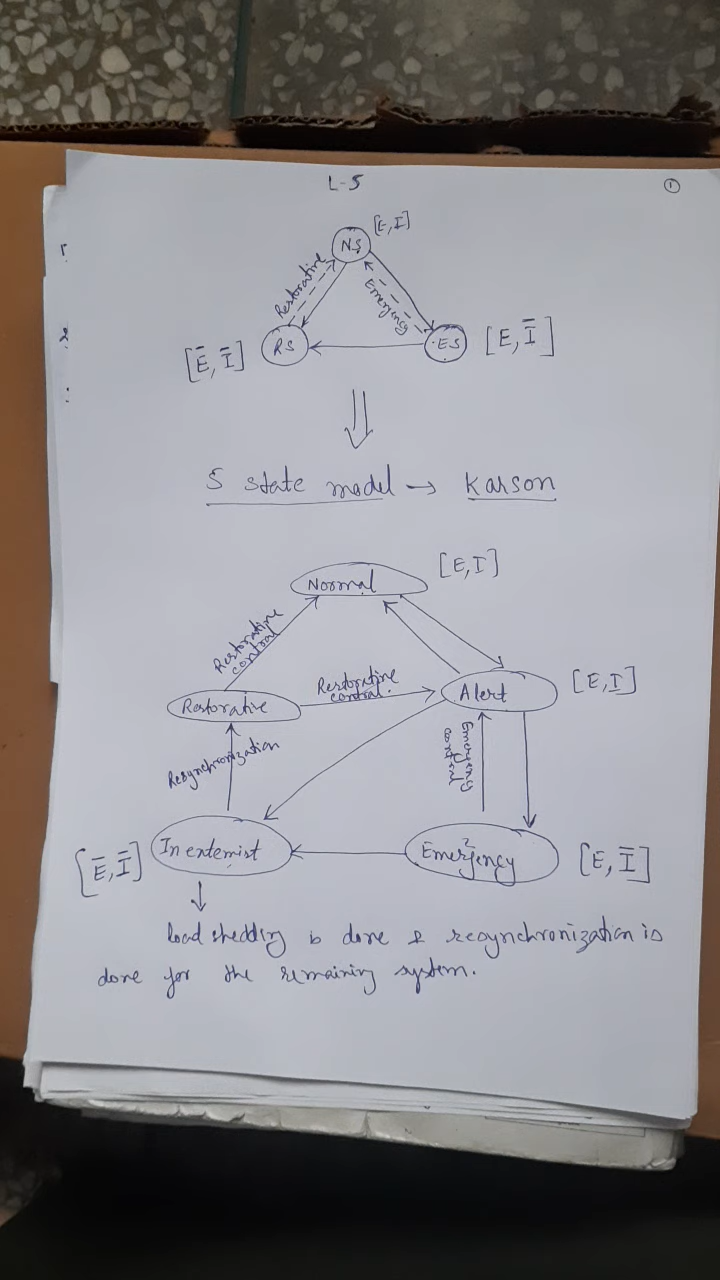 L-5
①
[E, I]
NS
Restorative
Emergency
[E̅, I̅]
RS
ES
[E, I̅]
5 state model → Karson
[E, I]
Normal
Restorative control
Restorative control.
Restorative
Alert
[E, I]
Resynchronization
Emergency control
[E̅, I̅]
In extemist
Emergency
[E, I̅]
load shedding is done & resynchronization is
done for the remaining system.